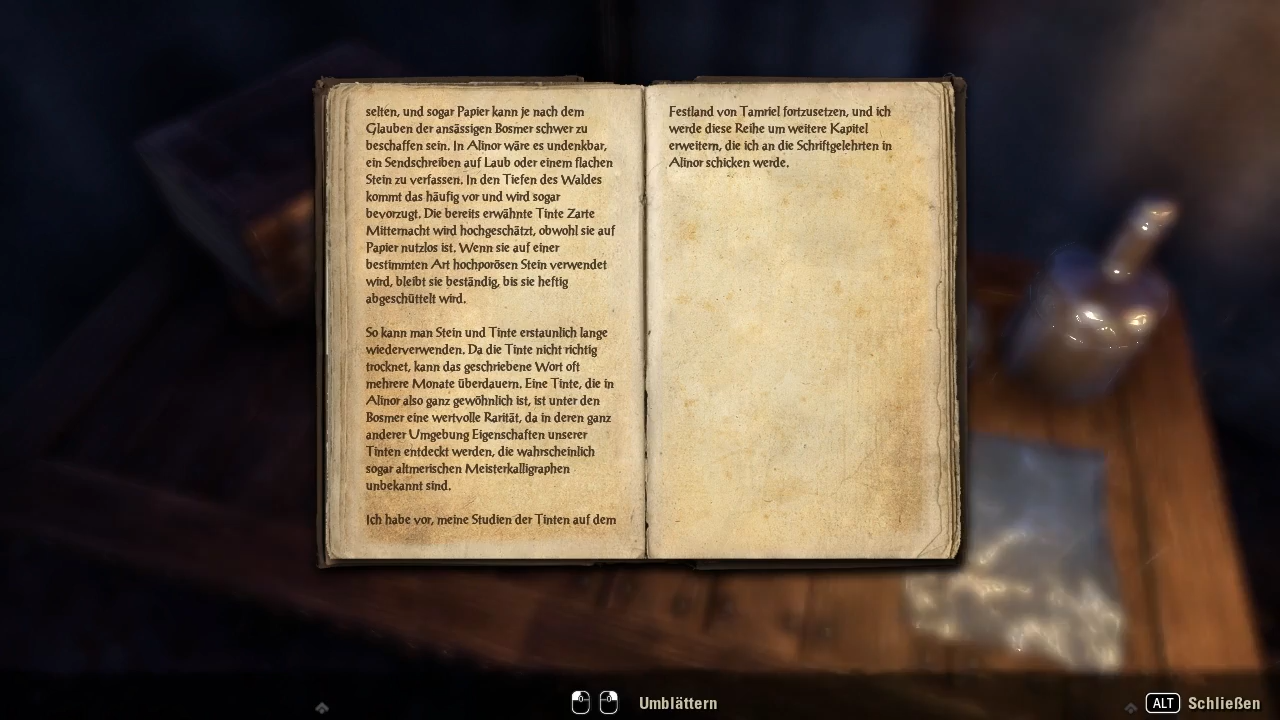 selten, und sogar Papier kann je nach dem
Glauben der ansässigen Bosmer schwer zu
beschaffen sein. In Alinor wäre es undenkbar,
ein Sendschreiben auf Laub oder einem flachen
Stein zu verfassen. In den Tiefen des Waldes
kommt das häufig vor und wird sogar
bevorzugt. Die bereits erwähnte Tinte Zarte
Mitternacht wird hochgeschätzt, obwohl sie auf
Papier nutzlos ist. Wenn sie auf einer
bestimmten Art hochporösen Stein verwendet
wird, bleibt sie beständig, bis sie heftig
abgeschüttelt wird.

So kann man Stein und Tinte erstaunlich lange
wiederverwenden. Da die Tinte nicht richtig
trocknet, kann das geschriebene Wort oft
mehrere Monate überdauern. Eine Tinte, die in
Alinor also ganz gewöhnlich ist, ist unter den
Bosmer eine wertvolle Rarität, da in deren ganz
anderer Umgebung Eigenschaften unserer
Tinten entdeckt werden, die wahrscheinlich
sogar altmerischen Meisterkalligraphen
unbekannt sind.

Ich habe vor, meine Studien der Tinten auf dem
Festland von Tamriel fortzusetzen, und ich
werde diese Reihe um weitere Kapitel
erweitern, die ich an die Schriftgelehrten in
Alinor schicken werde.
Umblättern
ALT Schließen